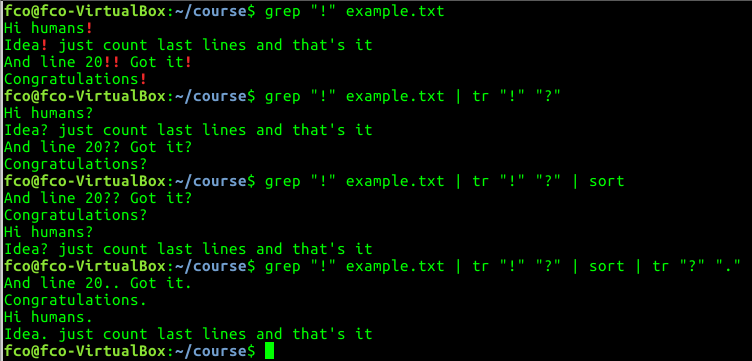 fco@fco-VirtualBox:~/course$ grep "!" example.txt
Hi humans!
Idea! just count last lines and that's it
And line 20!! Got it!
Congratulations!
fco@fco-VirtualBox:~/course$ grep "!" example.txt | tr "!" "?"
Hi humans?
Idea? just count last lines and that's it
And line 20?? Got it?
Congratulations?
fco@fco-VirtualBox:~/course$ grep "!" example.txt | tr "!" "?" | sort
And line 20?? Got it?
Congratulations?
Hi humans?
Idea? just count last lines and that's it
fco@fco-VirtualBox:~/course$ grep "!" example.txt | tr "!" "?" | sort | tr "?" "."
And line 20.. Got it.
Congratulations.
Hi humans.
Idea. just count last lines and that's it
fco@fco-VirtualBox:~/course$